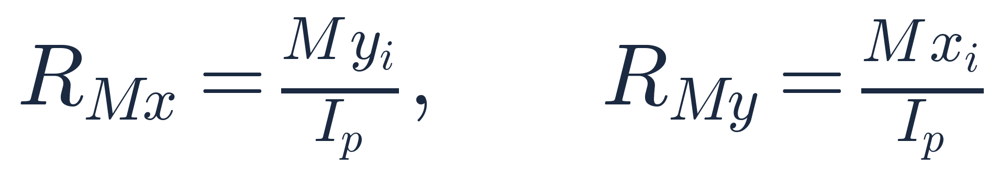 R_{Mx} = \frac{M y_i}{I_p}, R_{My} = \frac{M x_i}{I_p}